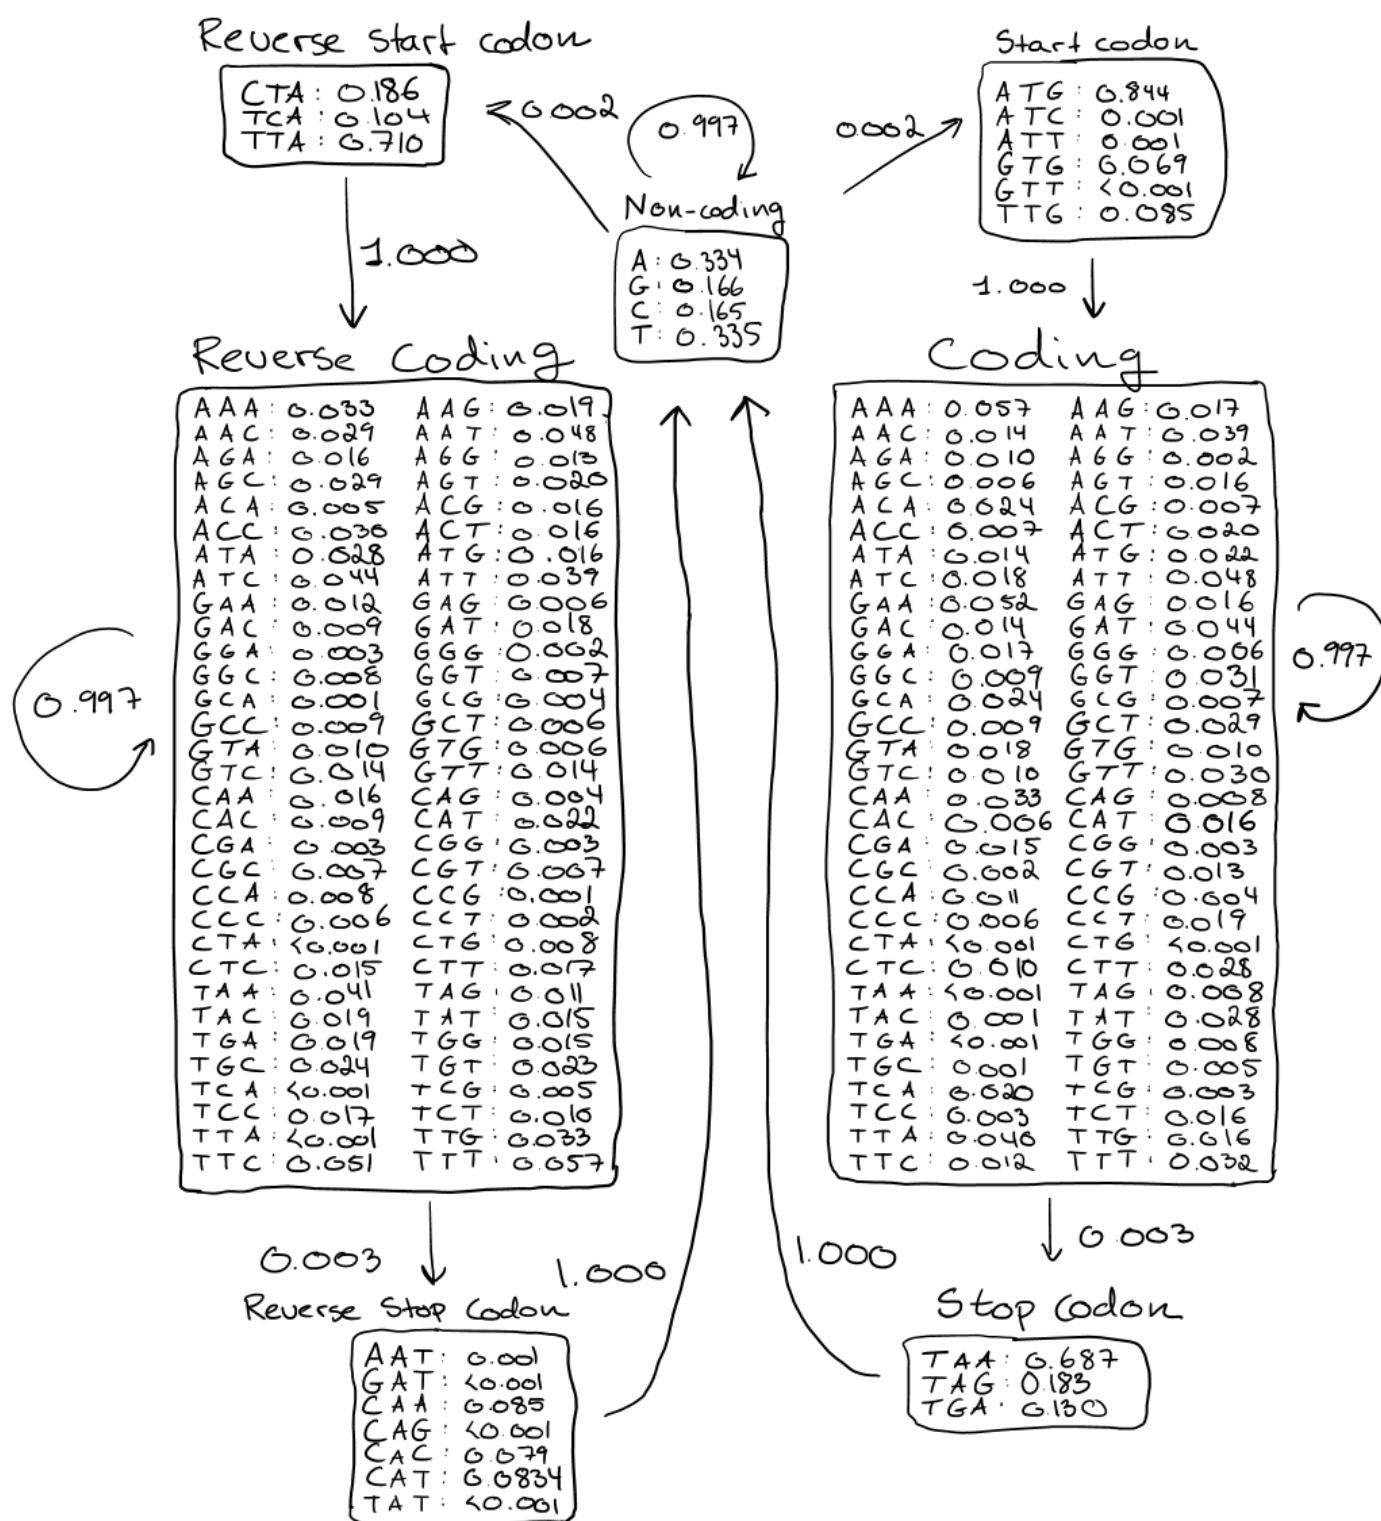 Reverse start codon
CTA: 0.186
TCA: 0.104
TTA: 0.710
0.002
0.997
0.002
Start codon
ATG: 0.844
ATC: 0.001
ATT: 0.001
GTG: 0.069
GTT: <0.001
TTG: 0.085
Non-coding
A: 0.334
G: 0.166
C: 0.165
T: 0.335
1.000
1.000
Reverse Coding
AAA: 0.033 AAG: 0.019
AAC: 0.029 AAT: 0.048
AGA: 0.016 AGG: 0.013
AGC: 0.029 AGT: 0.020
ACA: 0.005 ACG: 0.016
ACC: 0.030 ACT: 0.016
ATA: 0.028 ATG: 0.016
ATC: 0.044 ATT: 0.039
GAA: 0.012 GAG: 0.006
GAC: 0.009 GAT: 0.018
GGA: 0.003 GGG: 0.002
GGC: 0.008 GGT: 0.007
GCA: 0.001 GCG: 0.004
GCC: 0.009 GCT: 0.006
GTA: 0.010 GTG: 0.006
GTC: 0.014 GTT: 0.014
CAA: 0.016 CAG: 0.004
CAC: 0.009 CAT: 0.022
CGA: 0.003 CGG: 0.003
CGC: 0.007 CGT: 0.007
CCA: 0.008 CCG: 0.001
CCC: 0.006 CCT: 0.002
CTA: <0.001 CTG: 0.008
CTC: 0.015 CTT: 0.017
TAA: 0.041 TAG: 0.011
TAC: 0.019 TAT: 0.015
TGA: 0.019 TGG: 0.015
TGC: 0.024 TGT: 0.023
TCA: <0.001 TCG: 0.005
TCC: 0.017 TCT: 0.010
TTA: <0.001 TTG: 0.033
TTC: 0.051 TTT: 0.057
0.997
Coding
AAA: 0.057 AAG: 0.017
AAC: 0.014 AAT: 0.039
AGA: 0.010 AGG: 0.002
AGC: 0.006 AGT: 0.016
ACA: 0.024 ACG: 0.007
ACC: 0.007 ACT: 0.020
ATA: 0.014 ATG: 0.022
ATC: 0.018 ATT: 0.048
GAA: 0.052 GAG: 0.016
GAC: 0.014 GAT: 0.044
GGA: 0.017 GGG: 0.006
GGC: 0.009 GGT: 0.031
GCA: 0.024 GCG: 0.007
GCC: 0.009 GCT: 0.029
GTA: 0.018 GTG: 0.010
GTC: 0.010 GTT: 0.030
CAA: 0.033 CAG: 0.008
CAC: 0.006 CAT: 0.016
CGA: 0.015 CGG: 0.003
CGC: 0.002 CGT: 0.013
CCA: 0.011 CCG: 0.004
CCC: 0.006 CCT: 0.019
CTA: <0.001 CTG: <0.001
CTC: 0.010 CTT: 0.028
TAA: <0.001 TAG: 0.008
TAC: 0.001 TAT: 0.028
TGA: <0.001 TGG: 0.008
TGC: 0.001 TGT: 0.005
TCA: 0.020 TCG: 0.003
TCC: 0.003 TCT: 0.016
TTA: 0.040 TTG: 0.016
TTC: 0.012 TTT: 0.032
0.997
0.003
1.000
1.000
0.003
Reverse Stop Codon
AAT: 0.001
GAT: <0.001
CAA: 0.085
CAG: <0.001
CAC: 0.079
CAT: 0.0834
TAT: <0.001
Stop codon
TAA: 0.687
TAG: 0.183
TGA: 0.130